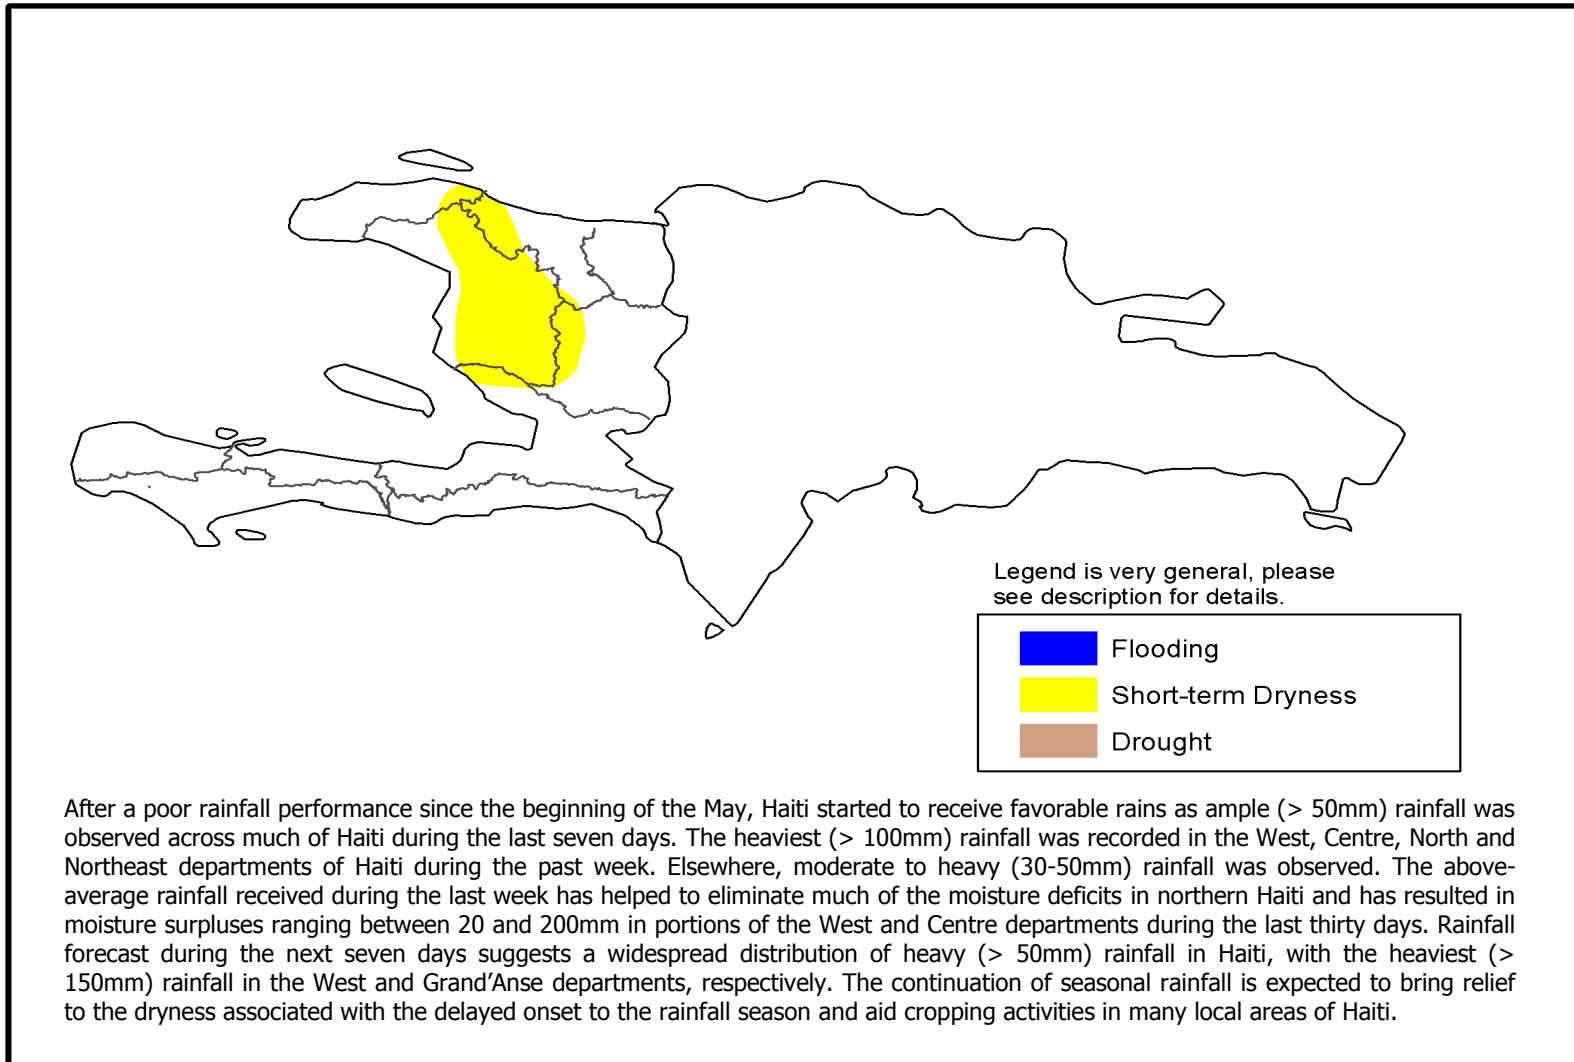 Legend is very general, please
see description for details.
Flooding
Short-term Dryness
Drought
After a poor rainfall performance since the beginning of the May, Haiti started to receive favorable rains as ample (> 50mm) rainfall was
observed across much of Haiti during the last seven days. The heaviest (> 100mm) rainfall was recorded in the West, Centre, North and
Northeast departments of Haiti during the past week. Elsewhere, moderate to heavy (30-50mm) rainfall was observed. The above-
average rainfall received during the last week has helped to eliminate much of the moisture deficits in northern Haiti and has resulted in
moisture surpluses ranging between 20 and 200mm in portions of the West and Centre departments during the last thirty days. Rainfall
forecast during the next seven days suggests a widespread distribution of heavy (> 50mm) rainfall in Haiti, with the heaviest (>
150mm) rainfall in the West and Grand’Anse departments, respectively. The continuation of seasonal rainfall is expected to bring relief
to the dryness associated with the delayed onset to the rainfall season and aid cropping activities in many local areas of Haiti.